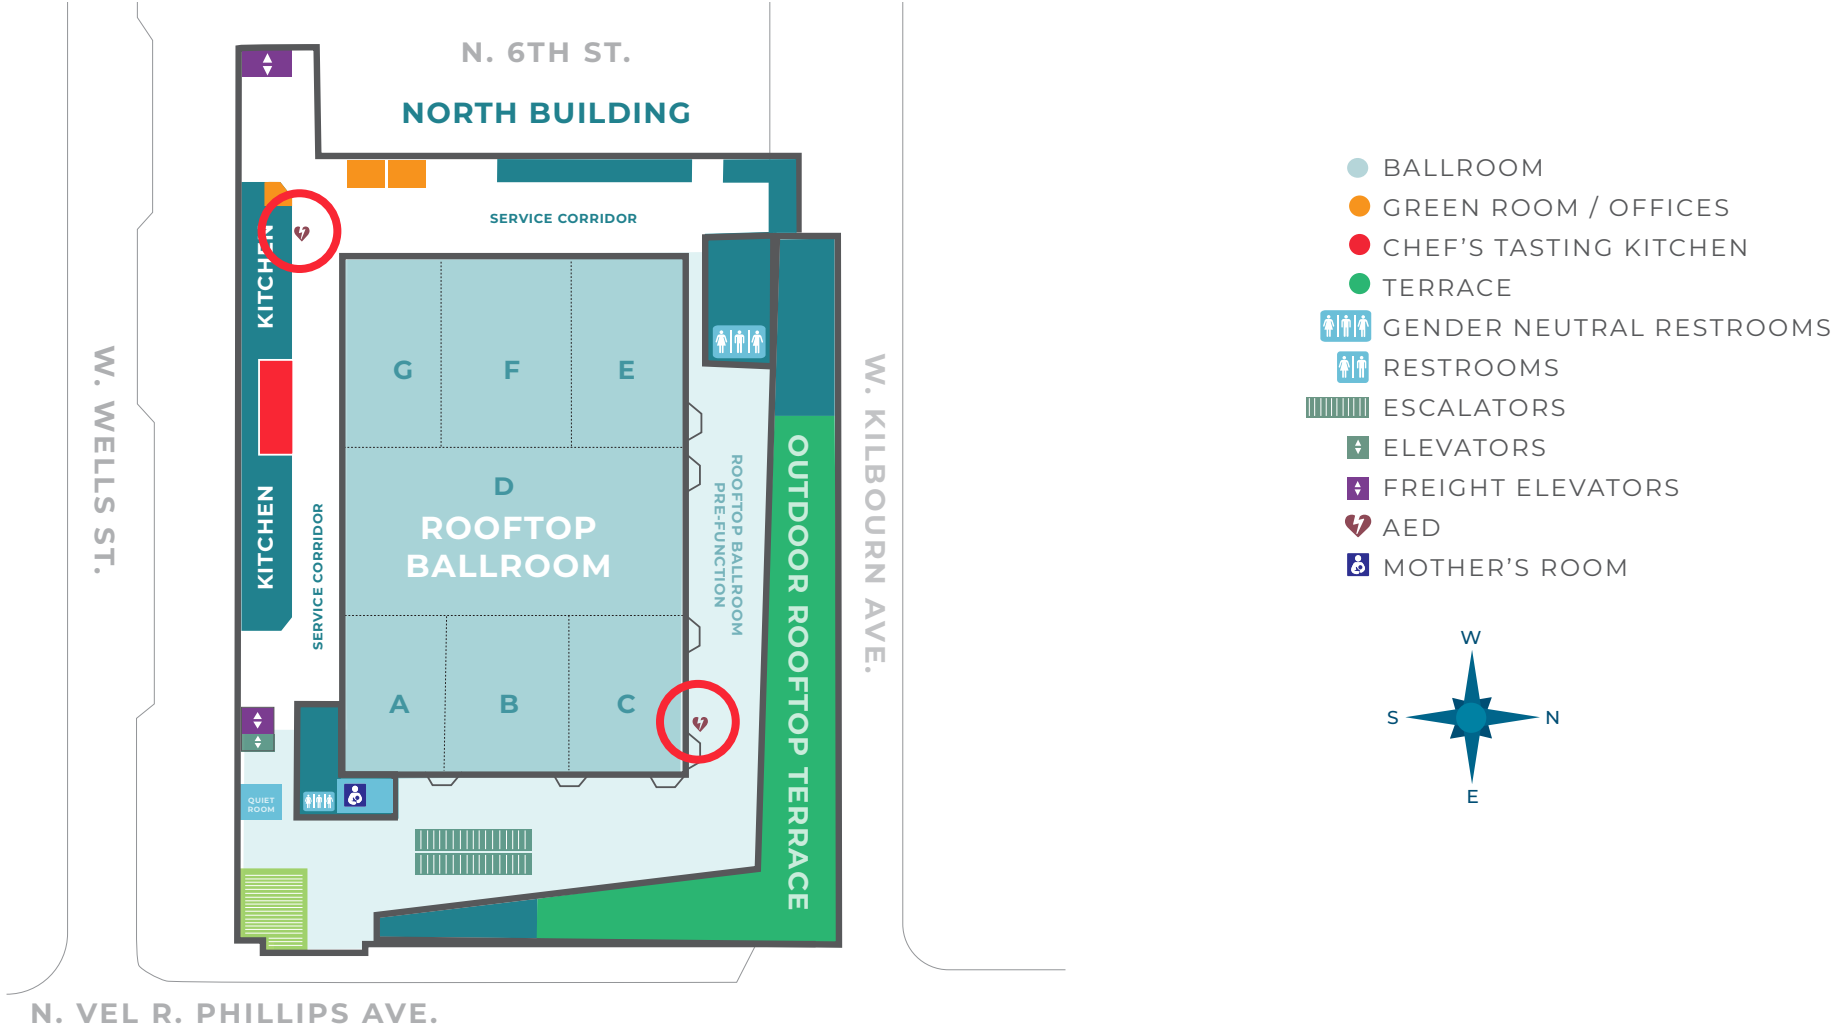 N. 6TH ST.
NORTH BUILDING
SERVICE CORRIDOR
KITCHEN
KITCHEN
SERVICE CORRIDOR
W. WELLS ST.
G
F
E
D
ROOFTOP
BALLROOM
A
B
C
ROOFTOP BALLROOM
PRE-FUNCTION
OUTDOOR ROOFTOP TERRACE
W. KILBOURN AVE.
QUIET
ROOM
N. VEL R. PHILLIPS AVE.
BALLROOM
GREEN ROOM / OFFICES
CHEF’S TASTING KITCHEN
TERRACE
GENDER NEUTRAL RESTROOMS
RESTROOMS
ESCALATORS
ELEVATORS
FREIGHT ELEVATORS
AED
MOTHER’S ROOM
W
S
N
E